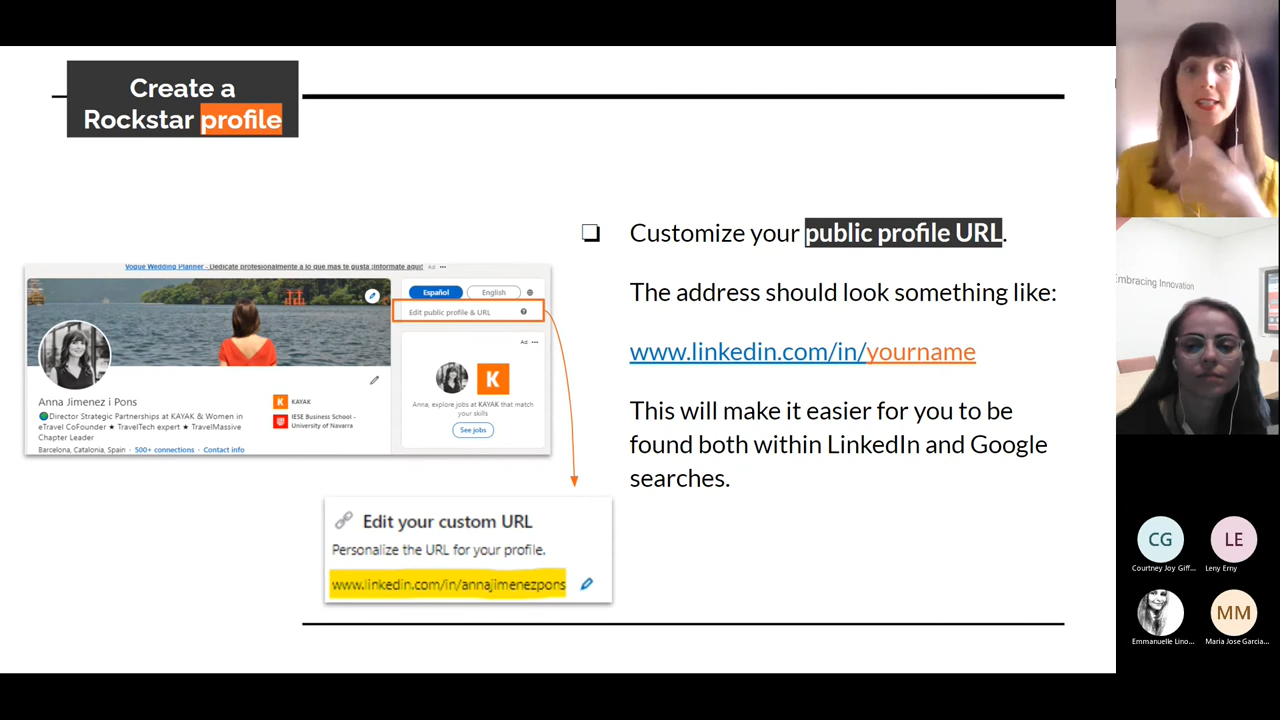 Create a
Rockstar profile
❏ Customize your public profile URL.
The address should look something like:
www.linkedin.com/in/yourname
This will make it easier for you to be
found both within LinkedIn and Google
searches.
Vogue Wedding Planner - Dedícate profesionalmente a lo que mas te gusta ¡Informate aquí! Ad •••
Español English
Edit public profile & URL
Ad •••
K
Anna, explore jobs at KAYAK that match
your skills
See jobs
Anna Jimenez i Pons
Director Strategic Partnerships at KAYAK & Women in
eTravel CoFounder ★ TravelTech expert ★ TravelMassive
Chapter Leader
Barcelona, Catalonia, Spain · 500+ connections · Contact info
K KAYAK
IESE Business School -
University of Navarra
Edit your custom URL
Personalize the URL for your profile.
www.linkedin.com/in/annajimenezpons
Embracing Innovation
CG
Courtney Joy Giff...
LE
Leny Erny
Emmanuelle Lino...
MM
Maria Jose Garcia...